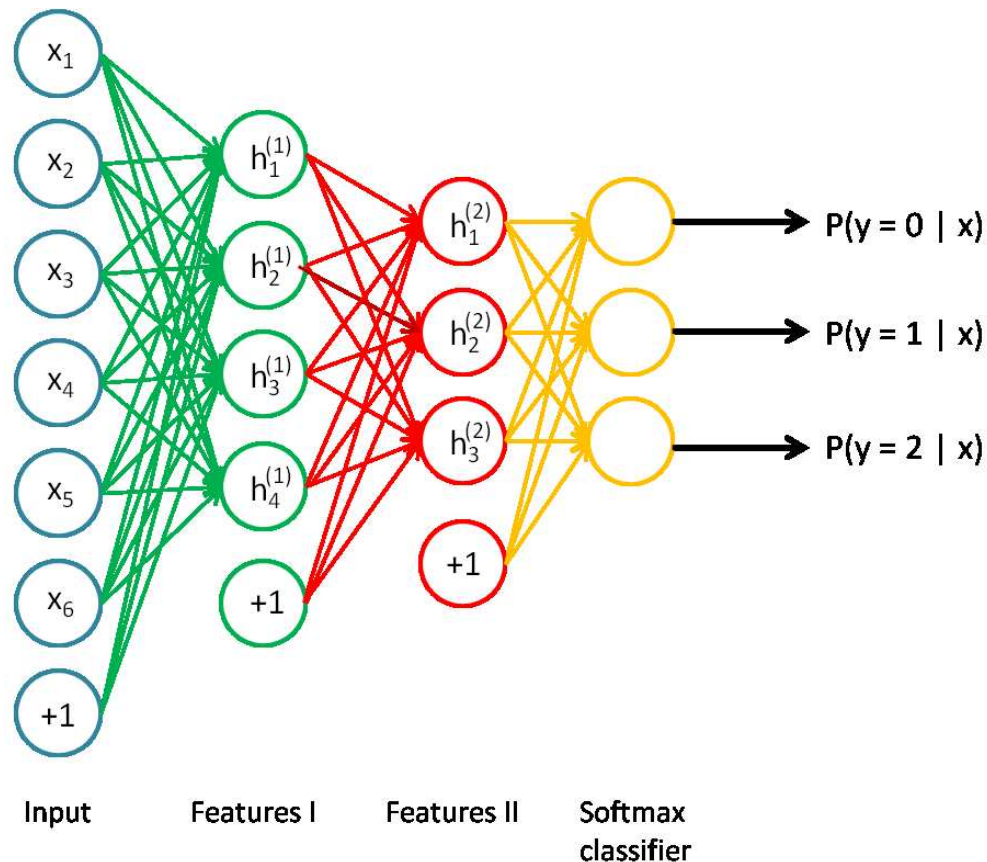 x₁
x₂
x₃
x₄
x₅
x₆
+1
h₁⁽¹⁾
h₂⁽¹⁾
h₃⁽¹⁾
h₄⁽¹⁾
+1
h₁⁽²⁾
h₂⁽²⁾
h₃⁽²⁾
+1
P(y = 0 | x)
P(y = 1 | x)
P(y = 2 | x)
Input
Features I
Features II
Softmax
classifier